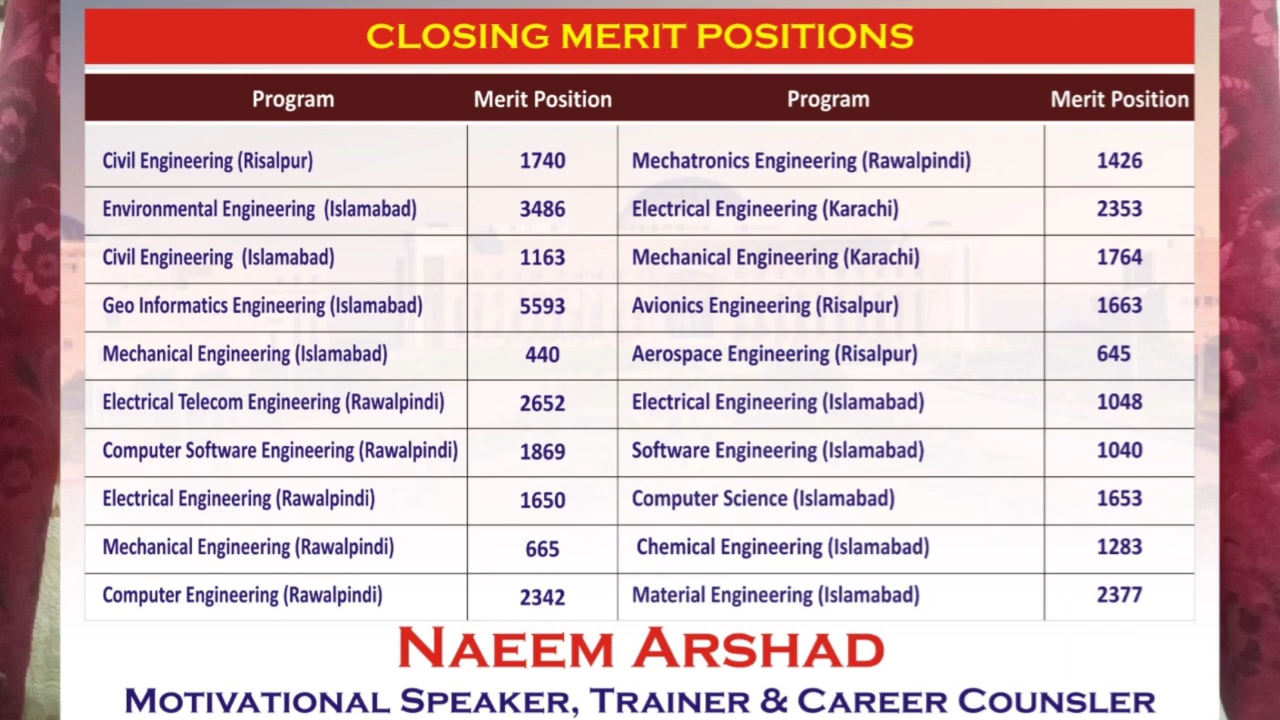 CLOSING MERIT POSITIONS
Program Merit Position Program Merit Position
Civil Engineering (Risalpur) 1740 Mechatronics Engineering (Rawalpindi) 1426
Environmental Engineering (Islamabad) 3486 Electrical Engineering (Karachi) 2353
Civil Engineering (Islamabad) 1163 Mechanical Engineering (Karachi) 1764
Geo Informatics Engineering (Islamabad) 5593 Avionics Engineering (Risalpur) 1663
Mechanical Engineering (Islamabad) 440 Aerospace Engineering (Risalpur) 645
Electrical Telecom Engineering (Rawalpindi) 2652 Electrical Engineering (Islamabad) 1048
Computer Software Engineering (Rawalpindi) 1869 Software Engineering (Islamabad) 1040
Electrical Engineering (Rawalpindi) 1650 Computer Science (Islamabad) 1653
Mechanical Engineering (Rawalpindi) 665 Chemical Engineering (Islamabad) 1283
Computer Engineering (Rawalpindi) 2342 Material Engineering (Islamabad) 2377
NAEEM ARSHAD
MOTIVATIONAL SPEAKER, TRAINER & CAREER COUNSLER